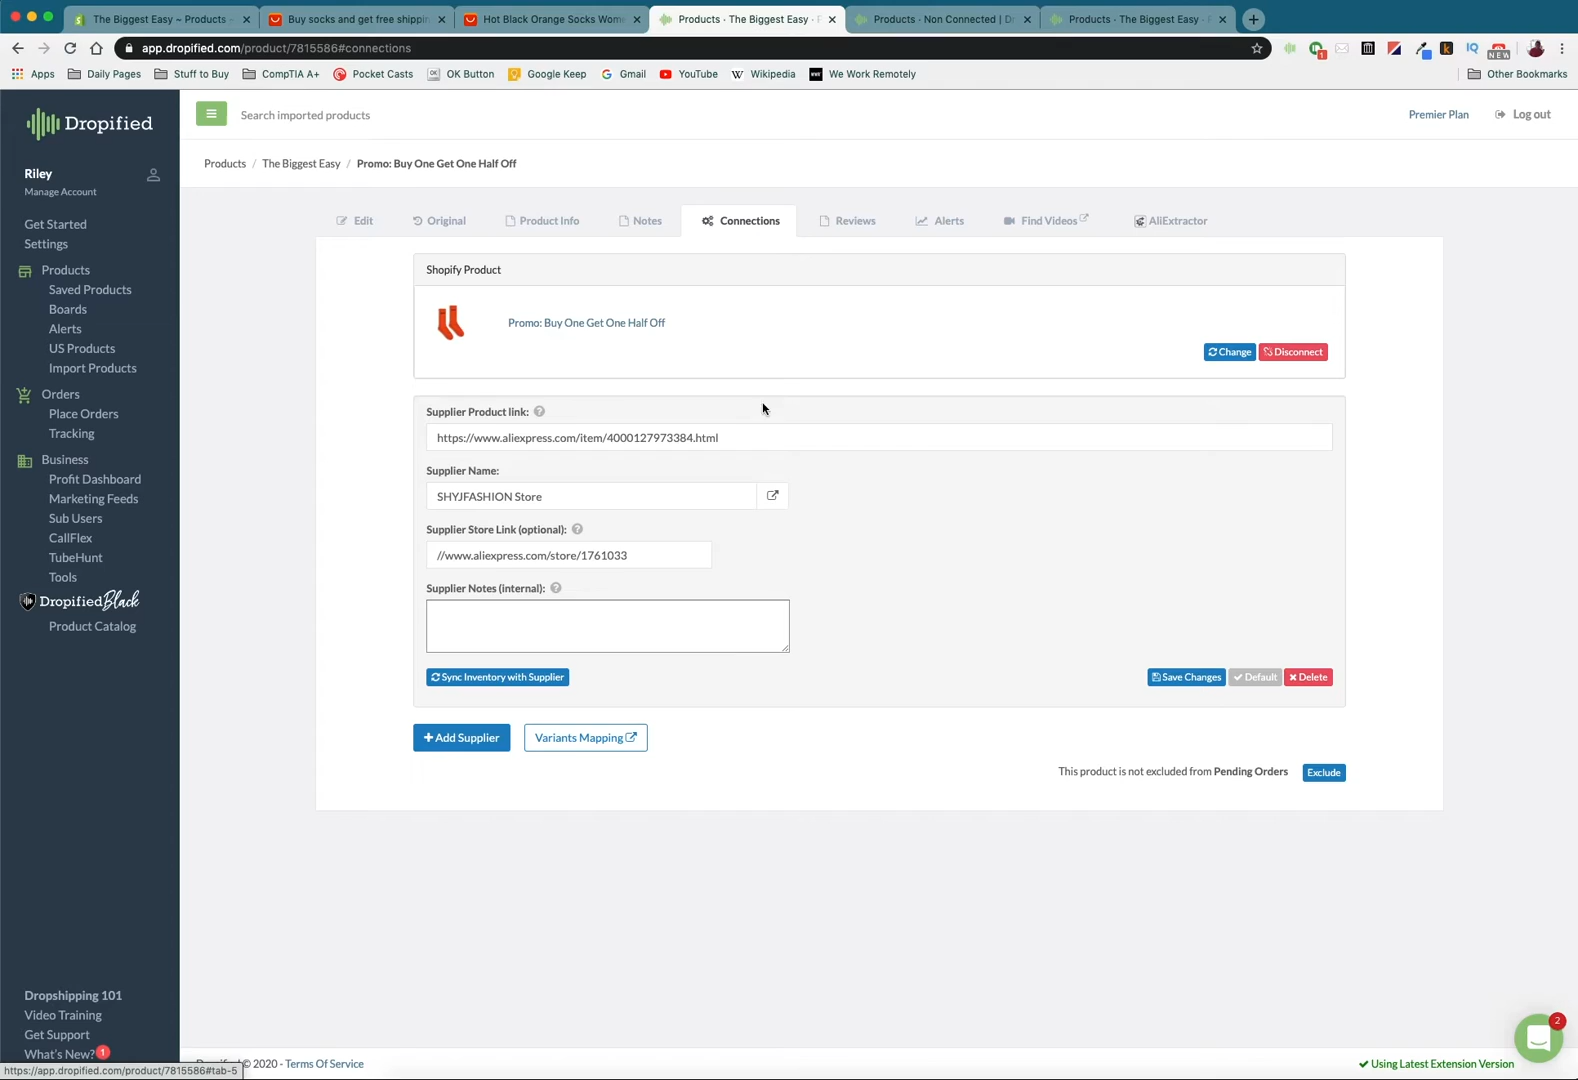 The Biggest Easy ~ Products ~
Buy socks and get free shippin
Hot Black Orange Socks Wome
Products · The Biggest Easy · F
Products · Non Connected | Dr
Products · The Biggest Easy · F
app.dropified.com/product/7815586#connections
1
NEW
Apps
Daily Pages
Stuff to Buy
CompTIA A+
Pocket Casts
OK Button
Google Keep
Gmail
YouTube
Wikipedia
We Work Remotely
Other Bookmarks
Dropified
Search imported products
Premier Plan
Log out
Products / The Biggest Easy / Promo: Buy One Get One Half Off
Riley
Manage Account
Get Started
Settings
Products
Saved Products
Boards
Alerts
US Products
Import Products
Orders
Place Orders
Tracking
Business
Profit Dashboard
Marketing Feeds
Sub Users
CallFlex
TubeHunt
Tools
Dropified Black
Product Catalog
Dropshipping 101
Video Training
Get Support
What's New? 1
Edit
Original
Product Info
Notes
Connections
Reviews
Alerts
Find Videos
AliExtractor
Shopify Product
Promo: Buy One Get One Half Off
Change
Disconnect
Supplier Product link: ?
https://www.aliexpress.com/item/4000127973384.html
Supplier Name:
SHYJFASHION Store
Supplier Store Link (optional): ?
//www.aliexpress.com/store/1761033
Supplier Notes (internal): ?
Sync Inventory with Supplier
Save Changes
Default
Delete
+ Add Supplier
Variants Mapping
This product is not excluded from Pending Orders
Exclude
2
© 2020 - Terms Of Service
Using Latest Extension Version
https://app.dropified.com/product/7815586#tab-5